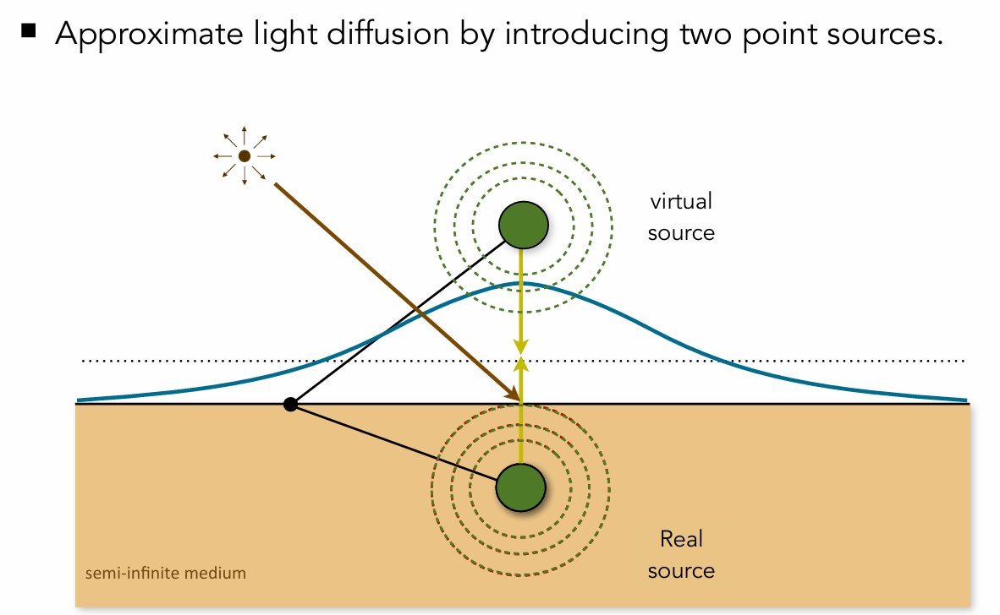 Approximate light diffusion by introducing two point sources.
virtual
source
Real
source
semi-infinite medium